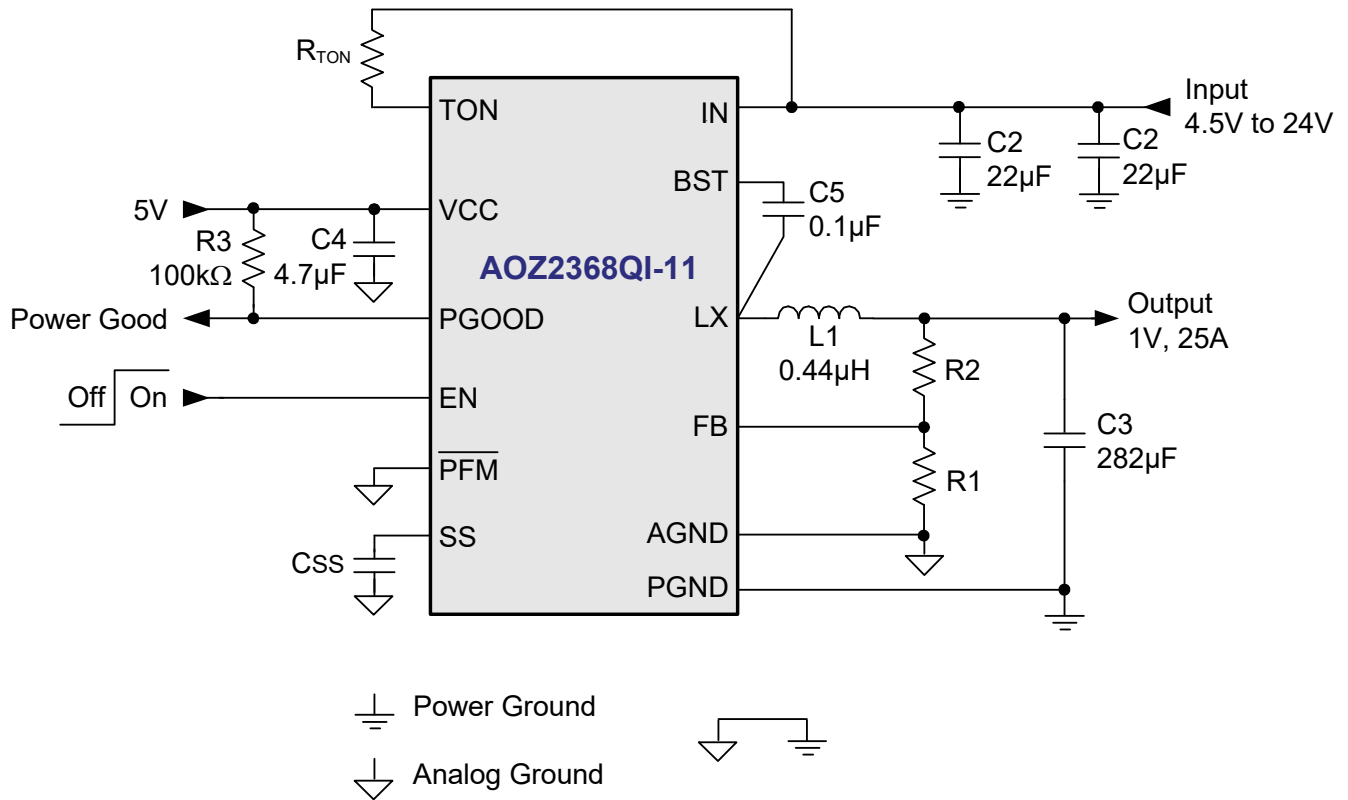 RTON
TON
IN
Input
4.5V to 24V
C2
22µF
C2
22µF
BST
C5
0.1µF
5V
VCC
R3
100kΩ
C4
4.7µF
AOZ2368QI-11
Power Good
PGOOD
LX
L1
0.44µH
Output
1V, 25A
R2
Off
On
EN
FB
C3
282µF
PFM
R1
SS
CSS
AGND
PGND
Power Ground
Analog Ground